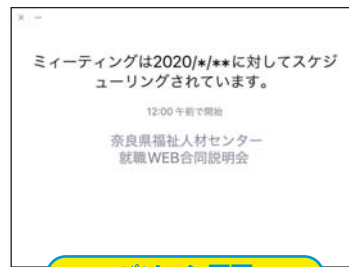 ミィーティングは2020/*/**に対してスケジ
ューリングされています。
12:00 午前で開始
奈良県福祉人材センター
就職WEB合同説明会